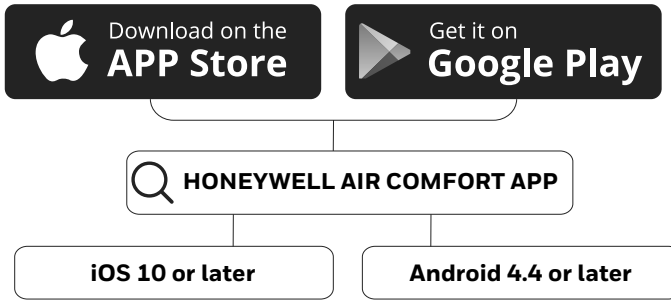 Download on the
APP Store
Get it on
Google Play
HONEYWELL AIR COMFORT APP
iOS 10 or later
Android 4.4 or later